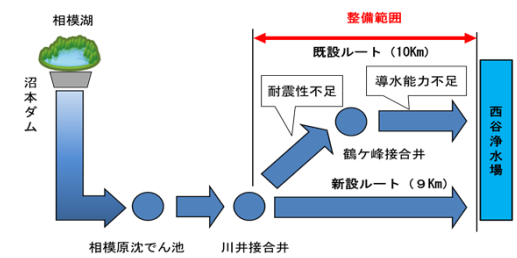 相模湖
整備範囲
既設ルート（10Km）
沼本ダム
耐震性不足
導水能力不足
西谷浄水場
鶴ケ峰接合井
新設ルート（９Km）
相模原沈でん池
川井接合井